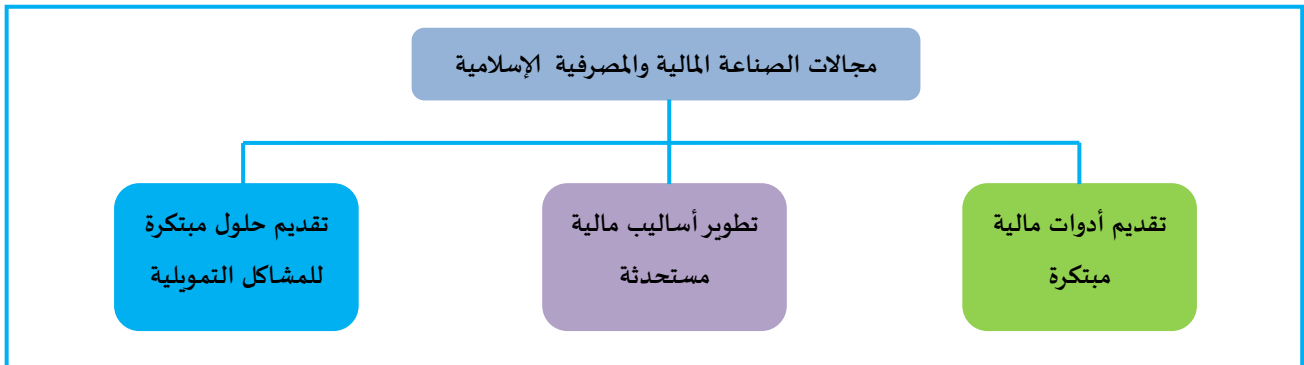 مجالات الصناعة المالية والمصرفية الإسلامية
تقديم أدوات مالية
مبتكرة
تطوير أساليب مالية
مستحدثة
تقديم حلول مبتكرة
للمشاكل التمويلية